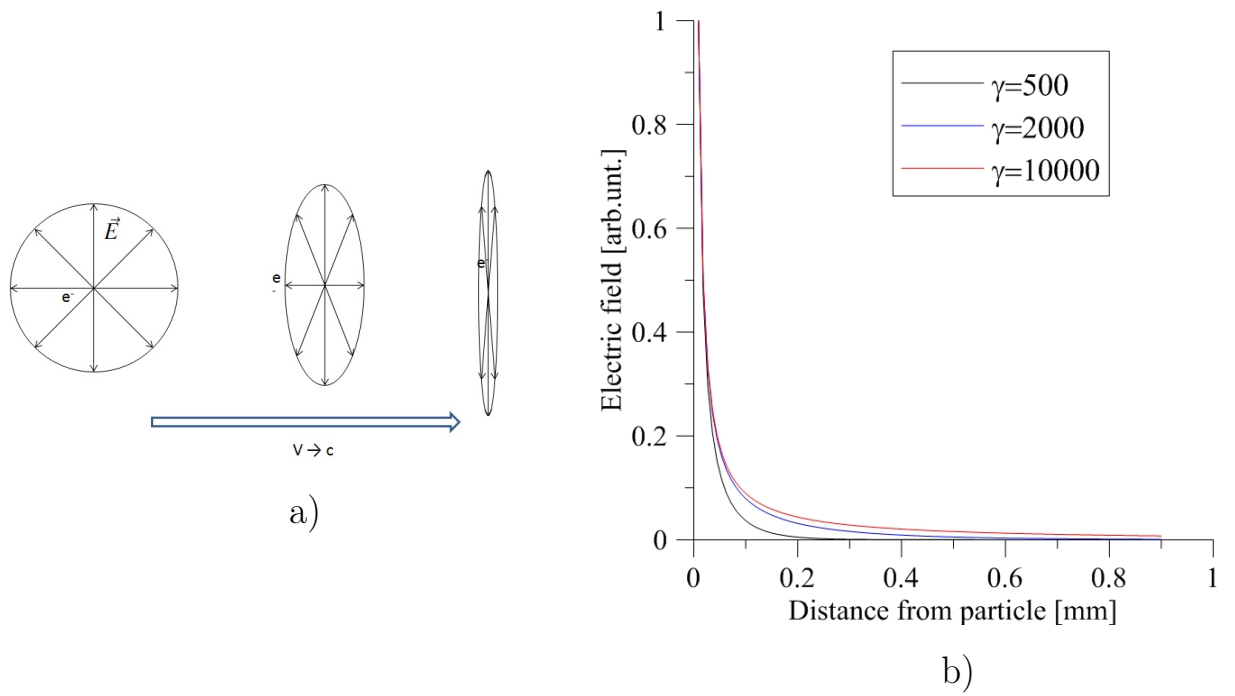 E
e-
e
-
e-
V → c
a)
1
0.8
0.6
0.4
0.2
0
Electric field [arb.unt.]
γ=500
γ=2000
γ=10000
0 0.2 0.4 0.6 0.8 1
Distance from particle [mm]
b)